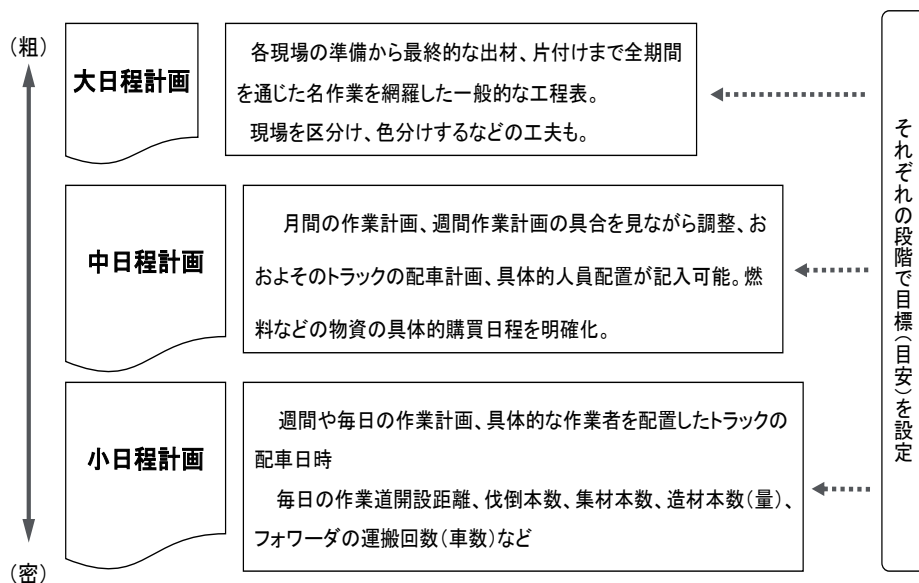 （粗）
大日程計画
各現場の準備から最終的な出材、片付けまで全期間
を通じた名作業を網羅した一般的な工程表。
現場を区分け、色分けするなどの工夫も。
中日程計画
月間の作業計画、週間作業計画の具合を見ながら調整、お
およそのトラックの配車計画、具体的人員配置が記入可能。燃
料などの物資の具体的購買日程を明確化。
小日程計画
週間や毎日の作業計画、具体的な作業者を配置したトラックの
配車日時
毎日の作業道開設距離、伐倒本数、集材本数、造材本数（量）、
フォワーダの運搬回数（車数）など
（密）
それぞれの段階で目標（目安）を設定